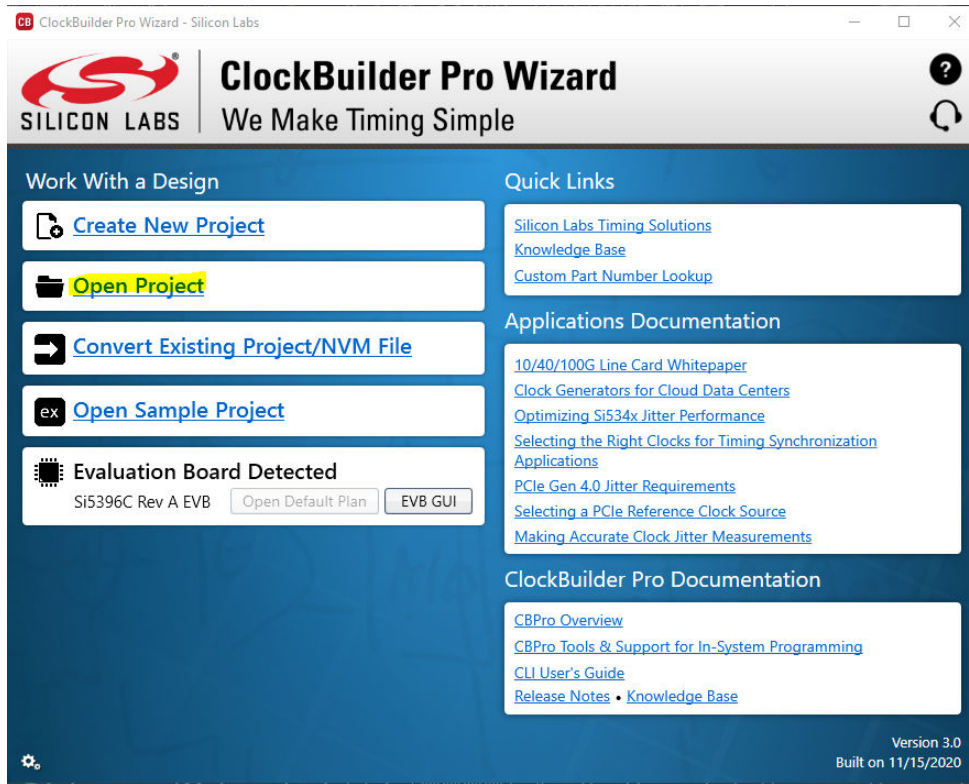 CB ClockBuilder Pro Wizard - Silicon Labs
SILICON LABS
ClockBuilder Pro Wizard
We Make Timing Simple
?
Work With a Design
Create New Project
Open Project
Convert Existing Project/NVM File
ex Open Sample Project
Evaluation Board Detected
Si5396C Rev A EVB Open Default Plan EVB GUI
Quick Links
Silicon Labs Timing Solutions
Knowledge Base
Custom Part Number Lookup
Applications Documentation
10/40/100G Line Card Whitepaper
Clock Generators for Cloud Data Centers
Optimizing Si534x Jitter Performance
Selecting the Right Clocks for Timing Synchronization
Applications
PCIe Gen 4.0 Jitter Requirements
Selecting a PCIe Reference Clock Source
Making Accurate Clock Jitter Measurements
ClockBuilder Pro Documentation
CBPro Overview
CBPro Tools & Support for In-System Programming
CLI User's Guide
Release Notes • Knowledge Base
Version 3.0
Built on 11/15/2020